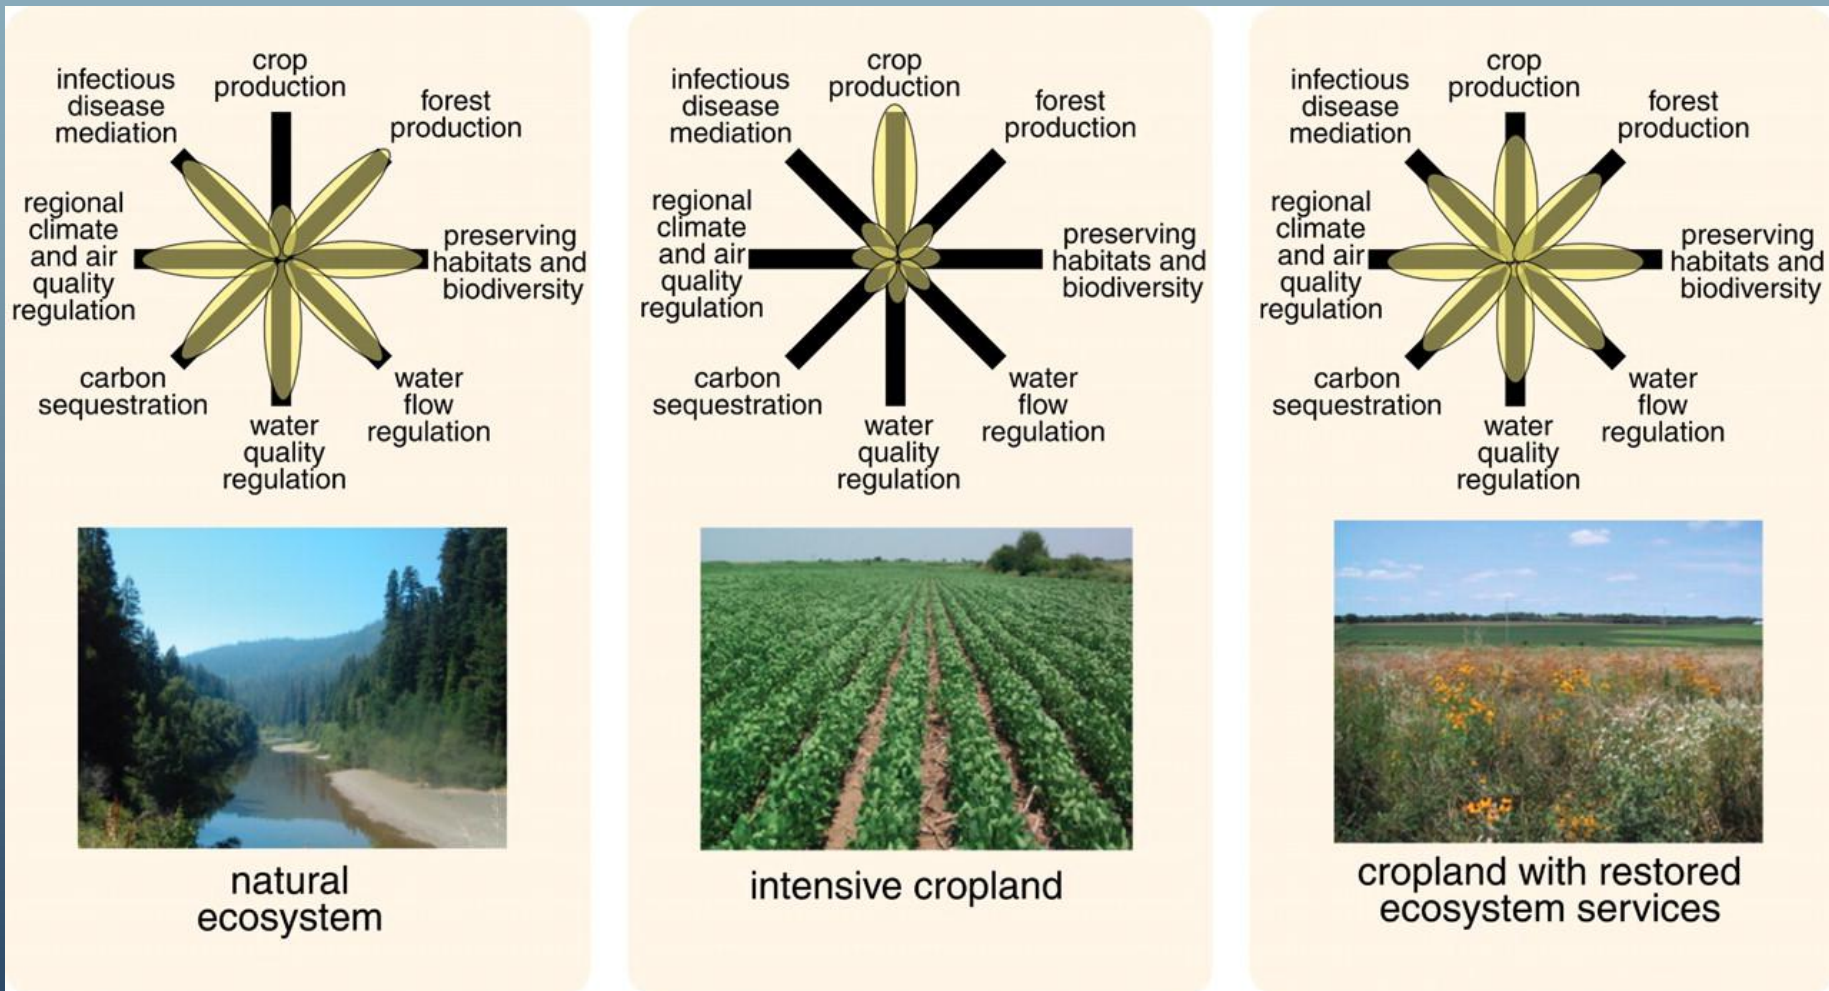 crop
production
infectious
disease
mediation
forest
production
regional
climate
and air
quality
regulation
preserving
habitats and
biodiversity
carbon
sequestration
water
flow
regulation
water
quality
regulation
natural
ecosystem
crop
production
infectious
disease
mediation
forest
production
regional
climate
and air
quality
regulation
preserving
habitats and
biodiversity
carbon
sequestration
water
flow
regulation
water
quality
regulation
intensive cropland
crop
production
infectious
disease
mediation
forest
production
regional
climate
and air
quality
regulation
preserving
habitats and
biodiversity
carbon
sequestration
water
flow
regulation
water
quality
regulation
cropland with restored
ecosystem services